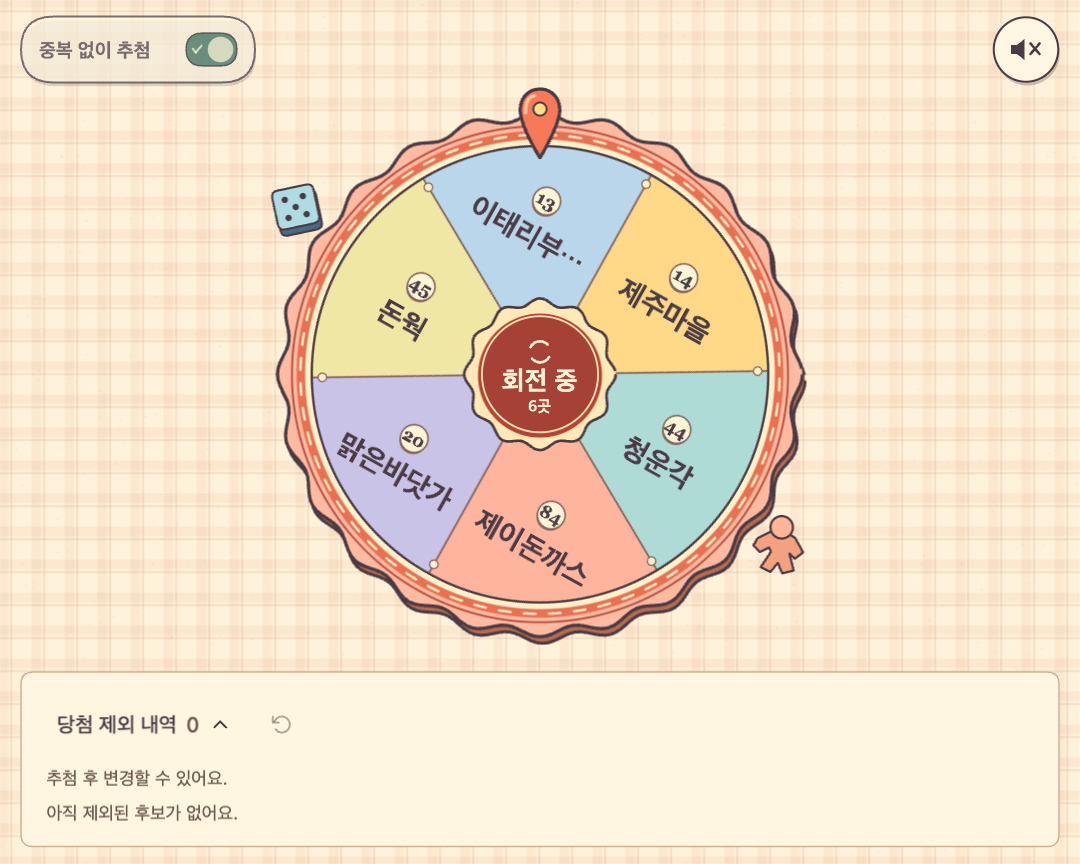 중복 없이 추첨
13
이태리부...
14
제주마을
45
돈웍
회전 중
6곳
20
맑은바닷가
44
청운각
84
제이돈까스
당첨 제외 내역 0
추첨 후 변경할 수 있어요.
아직 제외된 후보가 없어요.